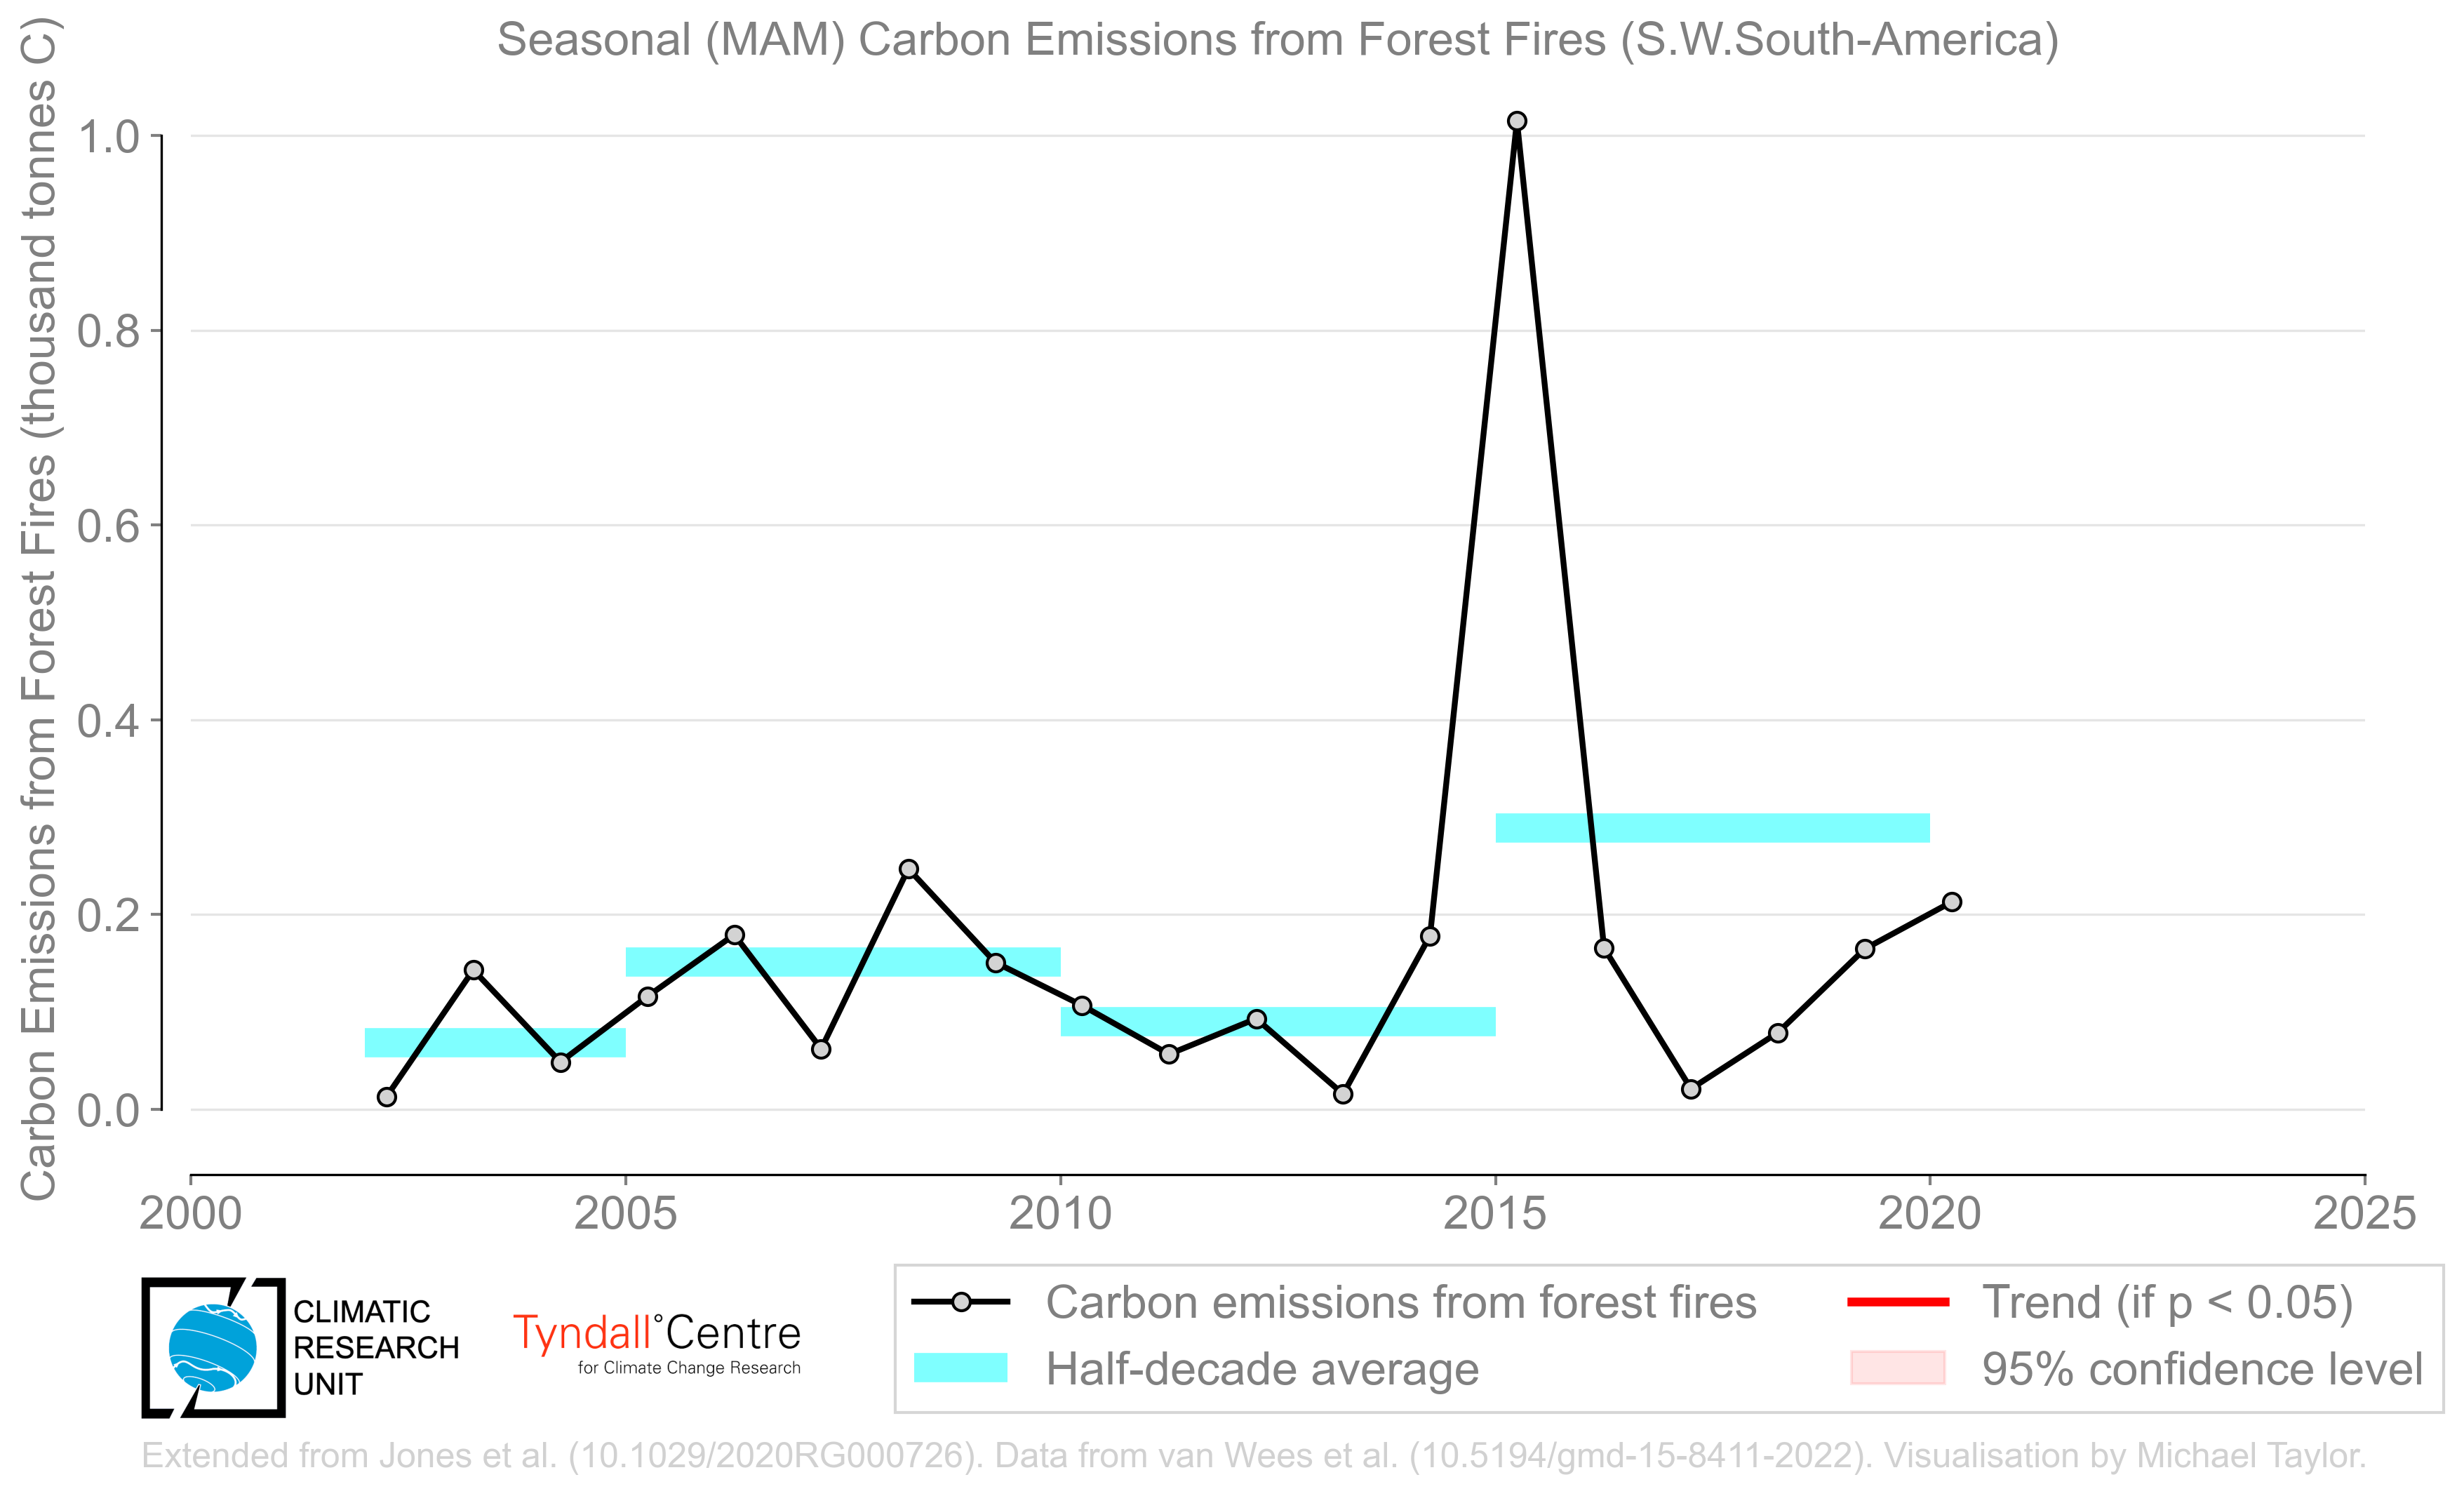 Seasonal (MAM) Carbon Emissions from Forest Fires (S.W.South-America)
Carbon Emissions from Forest Fires (thousand tonnes C)
1.0
0.8
0.6
0.4
0.2
0.0
2000 2005 2010 2015 2020 2025
CLIMATIC
RESEARCH
UNIT
Tyndall°Centre
for Climate Change Research
Carbon emissions from forest fires
Half-decade average
Trend (if p < 0.05)
95% confidence level
Extended from Jones et al. (10.1029/2020RG000726). Data from van Wees et al. (10.5194/gmd-15-8411-2022). Visualisation by Michael Taylor.